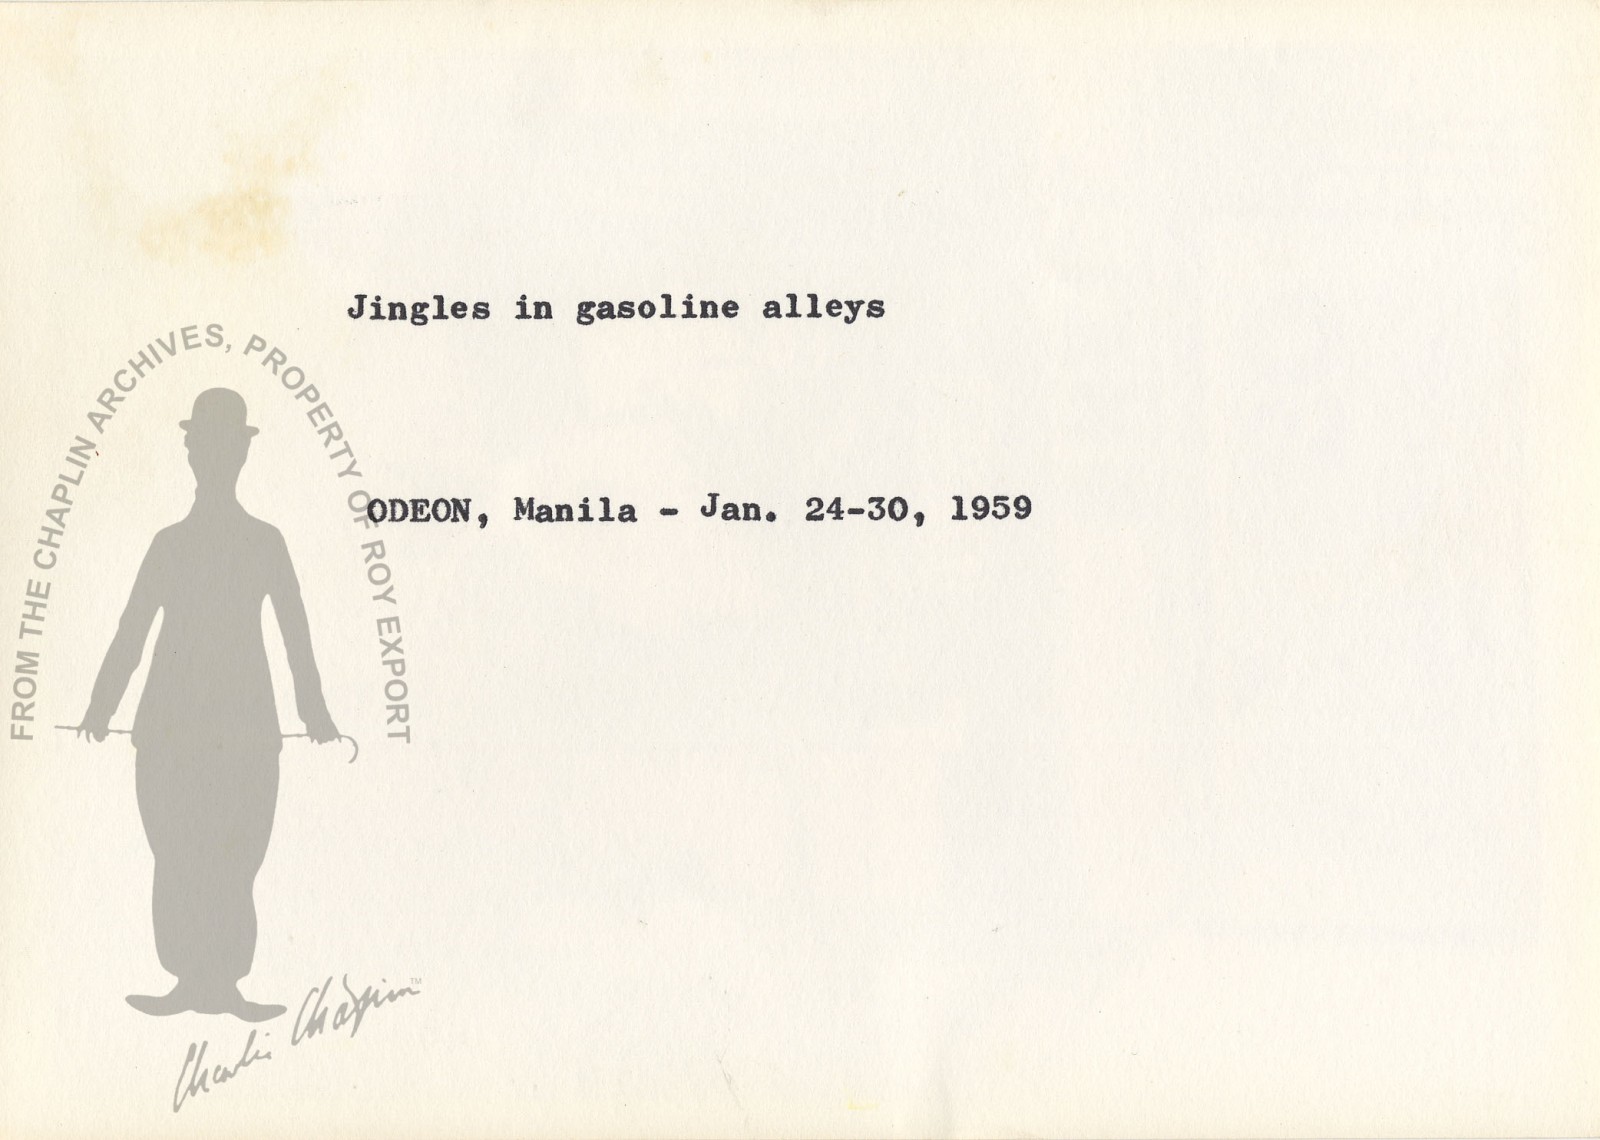 Jingles in gasoline alleys
ODEON, Manila - Jan. 24-30, 1959
FROM THE CHAPLIN ARCHIVES, PROPERTY OF ROY EXPORT
Charlie Chaplin™